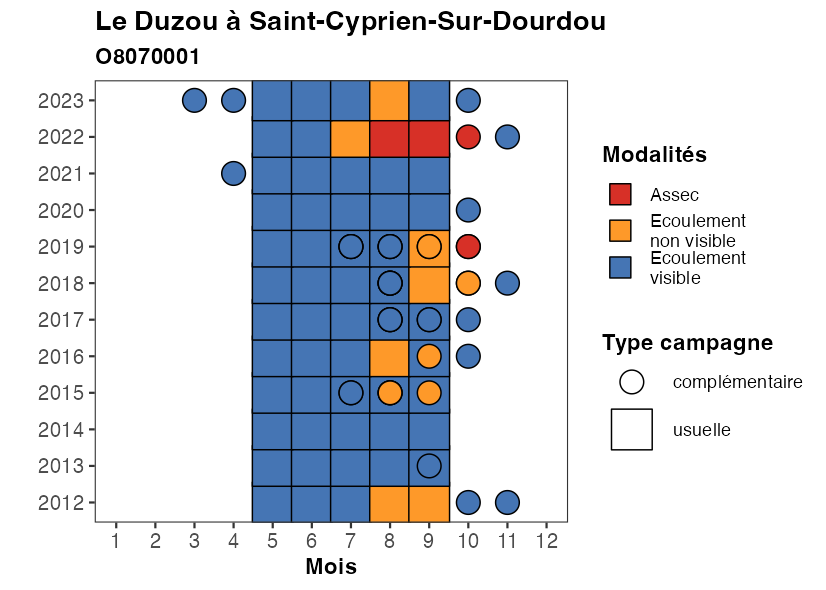 Le Duzou à Saint-Cyprien-Sur-Dourdou
O8070001
2023
2022
2021
2020
2019
2018
2017
2016
2015
2014
2013
2012
1 2 3 4 5 6 7 8 9 10 11 12
Mois
Modalités
Assec
Ecoulement
non visible
Ecoulement
visible
Type campagne
complémentaire
usuelle